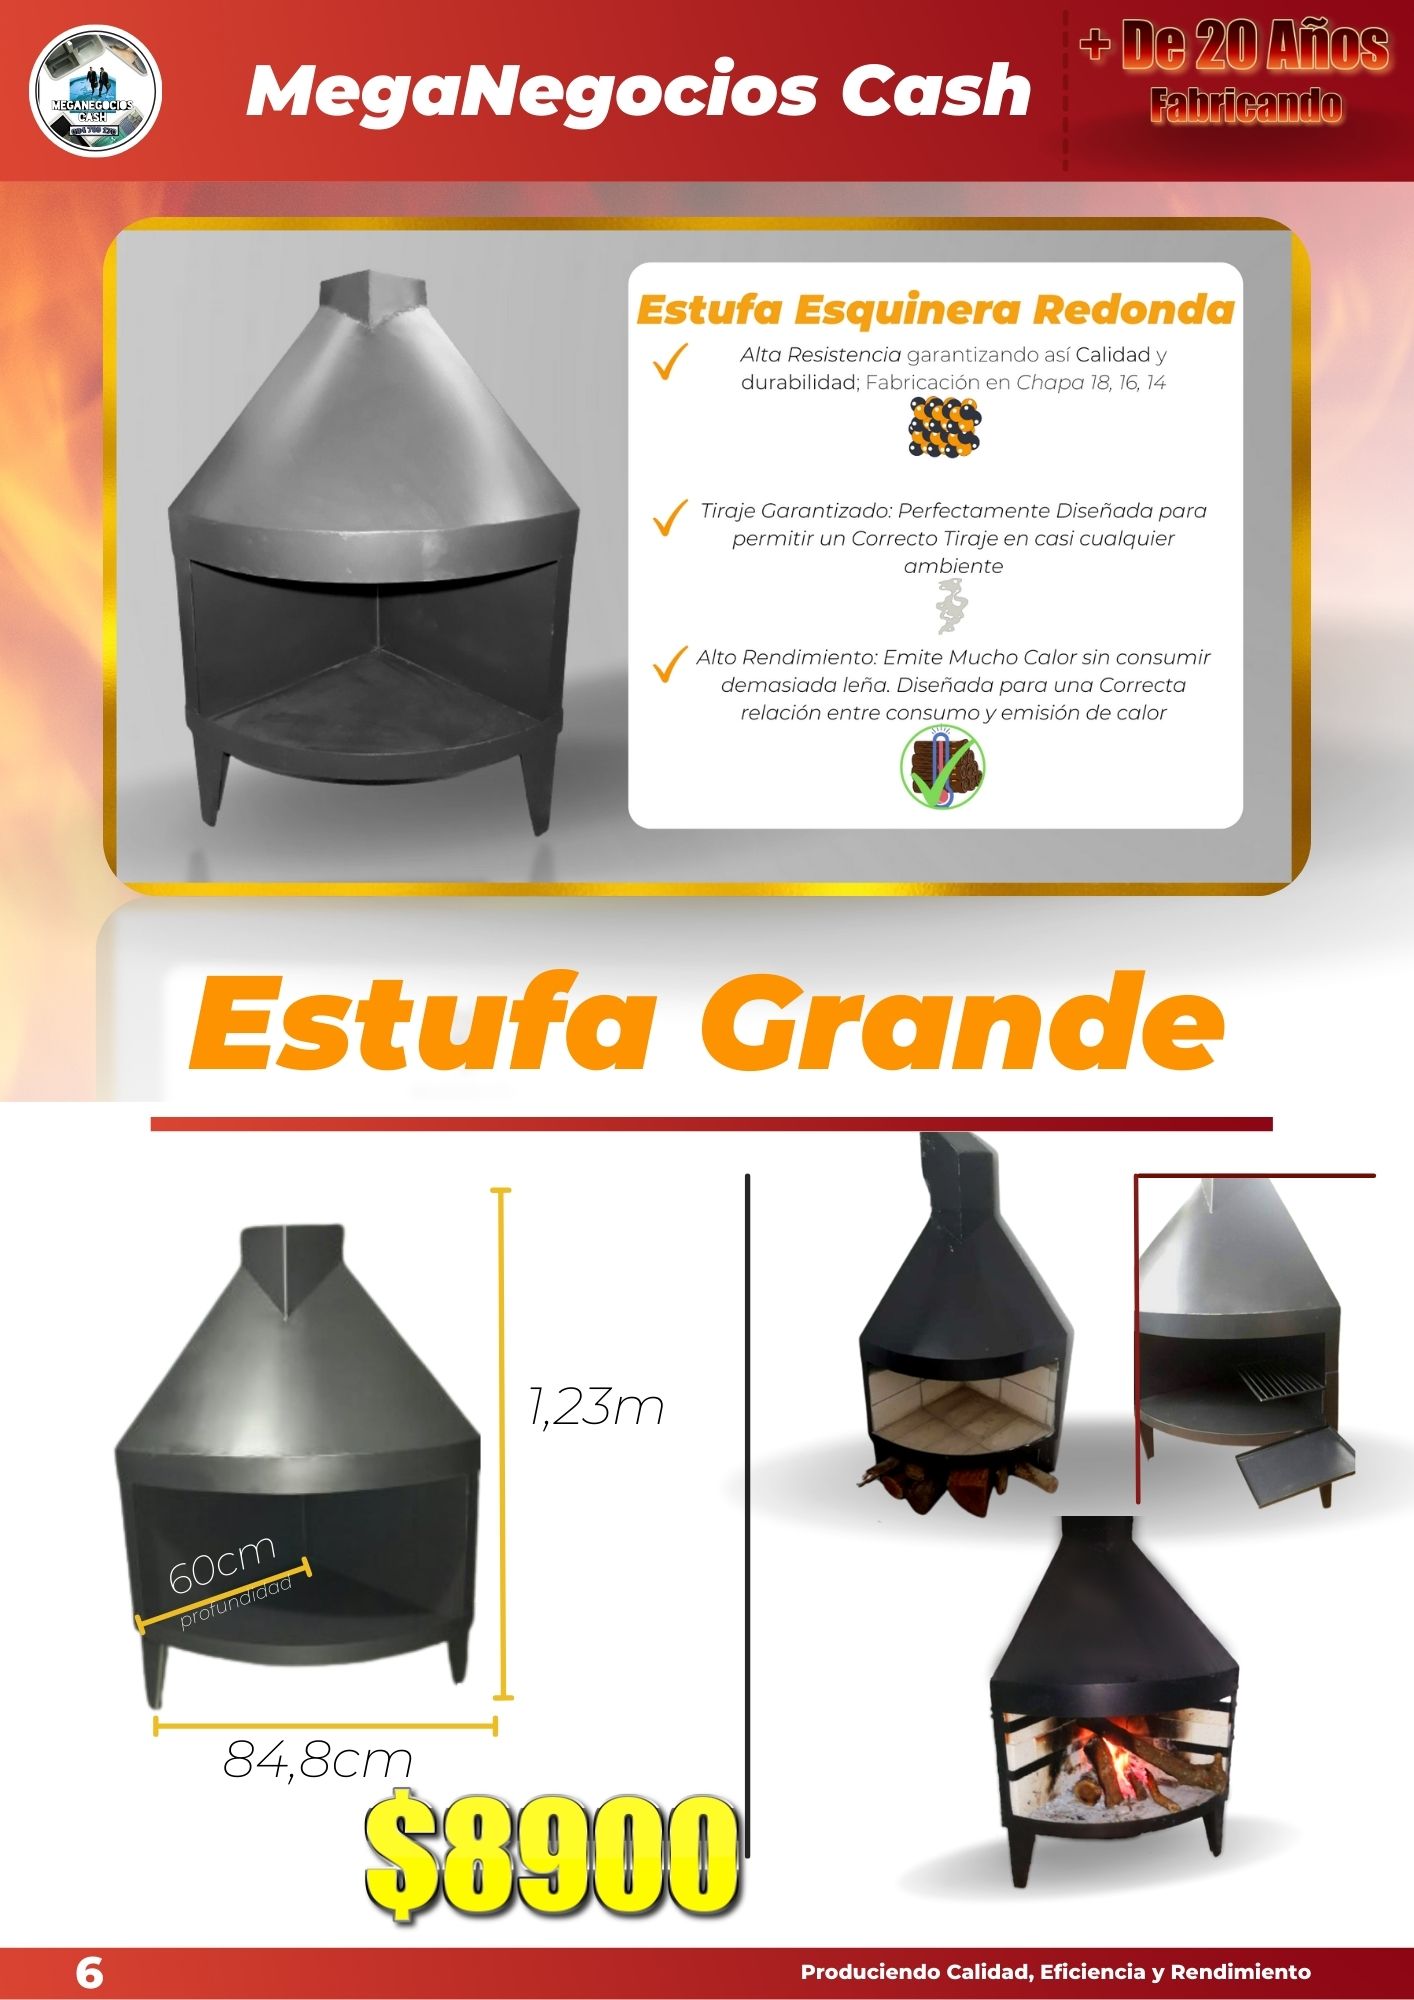 MEGANEGOCIOS
CASH
MegaNegocios Cash
+ De 20 Años
Fabricando
Estufa Esquinera Redonda
Alta Resistencia garantizando así Calidad y
durabilidad; Fabricación en Chapa 18, 16, 14
Tiraje Garantizado: Perfectamente Diseñada para
permitir un Correcto Tiraje en casi cualquier
ambiente
Alto Rendimiento: Emite Mucho Calor sin consumir
demasiada leña. Diseñada para una Correcta
relación entre consumo y emisión de calor
Estufa Grande
1,23m
60cm
profundidad
84,8cm
$8900
6
Produciendo Calidad, Eficiencia y Rendimiento